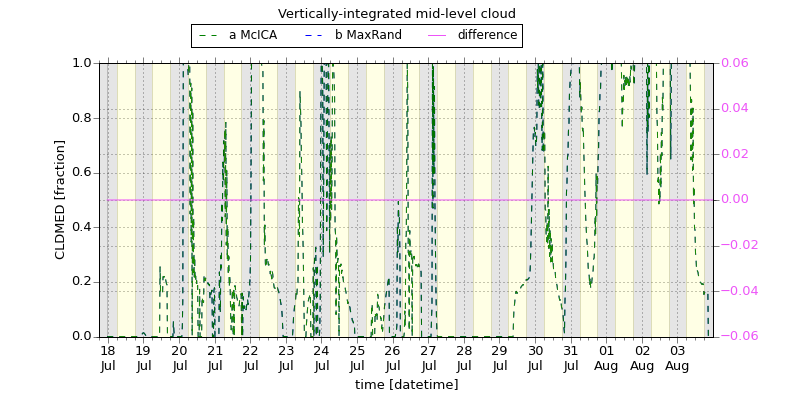 Vertically-integrated mid-level cloud
a McICA b MaxRand difference
1.0 0.8 0.6 0.4 0.2 0.0
CLDMED [fraction]
0.06 0.04 0.02 0.00 −0.02 −0.04 −0.06
18 19 20 21 22 23 24 25 26 27 28 29 30 31 01 02 03
Jul Jul Jul Jul Jul Jul Jul Jul Jul Jul Jul Jul Jul Jul Aug Aug Aug
time [datetime]